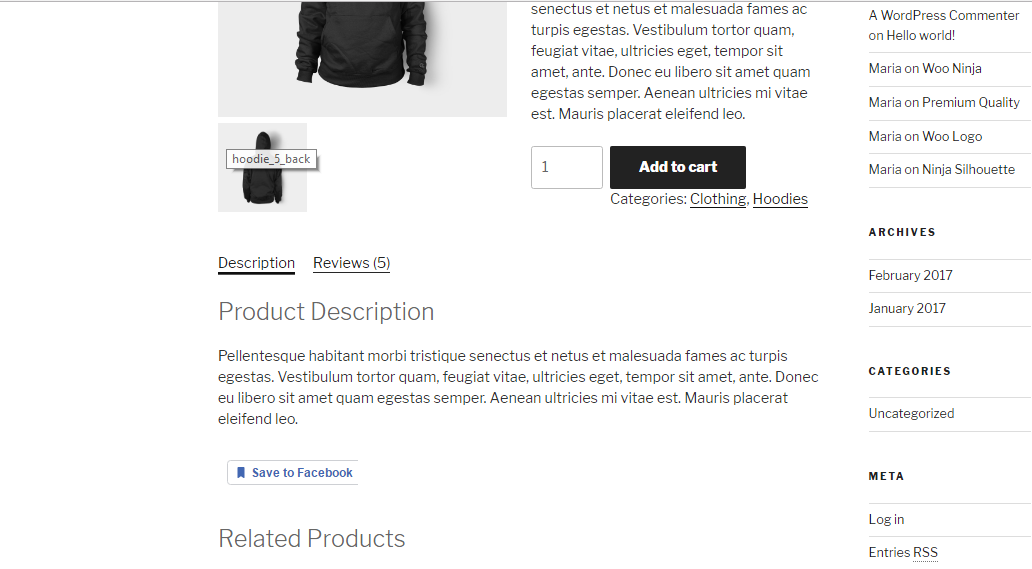 senectus et netus et malesuada fames ac
turpis egestas. Vestibulum tortor quam,
feugiat vitae, ultricies eget, tempor sit
amet, ante. Donec eu libero sit amet quam
egestas semper. Aenean ultricies mi vitae
est. Mauris placerat eleifend leo.
hoodie_5_back
1
Add to cart
Categories: Clothing, Hoodies
Description
Reviews (5)
Product Description
Pellentesque habitant morbi tristique senectus et netus et malesuada fames ac turpis
egestas. Vestibulum tortor quam, feugiat vitae, ultricies eget, tempor sit amet, ante. Donec
eu libero sit amet quam egestas semper. Aenean ultricies mi vitae est. Mauris placerat
eleifend leo.
Save to Facebook
Related Products
A WordPress Commenter
on Hello world!
Maria on Woo Ninja
Maria on Premium Quality
Maria on Woo Logo
Maria on Ninja Silhouette
ARCHIVES
February 2017
January 2017
CATEGORIES
Uncategorized
META
Log in
Entries RSS